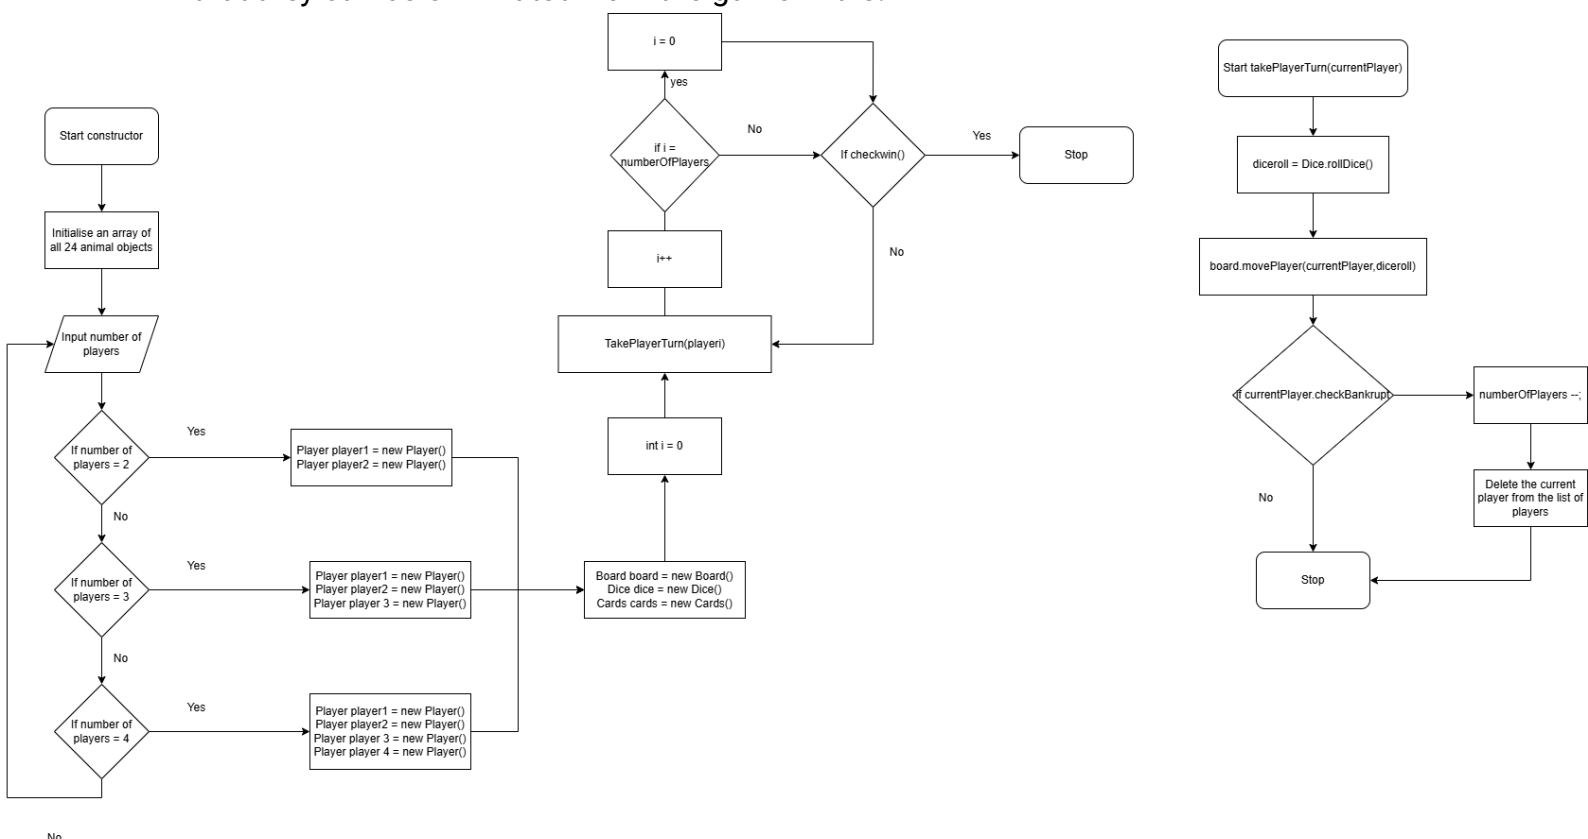 i = 0
yes
if i =
numberOfPlayers
No
If checkwin()
Yes
Stop
No
i++
TakePlayerTurn(playeri)
int i = 0
Start constructor
Initialise an array of
all 24 animal objects
Input number of
players
If number of
players = 2
Yes
Player player1 = new Player()
Player player2 = new Player()
No
If number of
players = 3
Yes
Player player1 = new Player()
Player player2 = new Player()
Player player 3 = new Player()
Board board = new Board()
Dice dice = new Dice()
Cards cards = new Cards()
No
If number of
players = 4
Yes
Player player1 = new Player()
Player player2 = new Player()
Player player 3 = new Player()
Player player 4 = new Player()
No
Start takePlayerTurn(currentPlayer)
diceroll = Dice.rollDice()
board.movePlayer(currentPlayer,diceroll)
If currentPlayer.checkBankrupt
numberOfPlayers --;
Delete the current
player from the list of
players
No
Stop